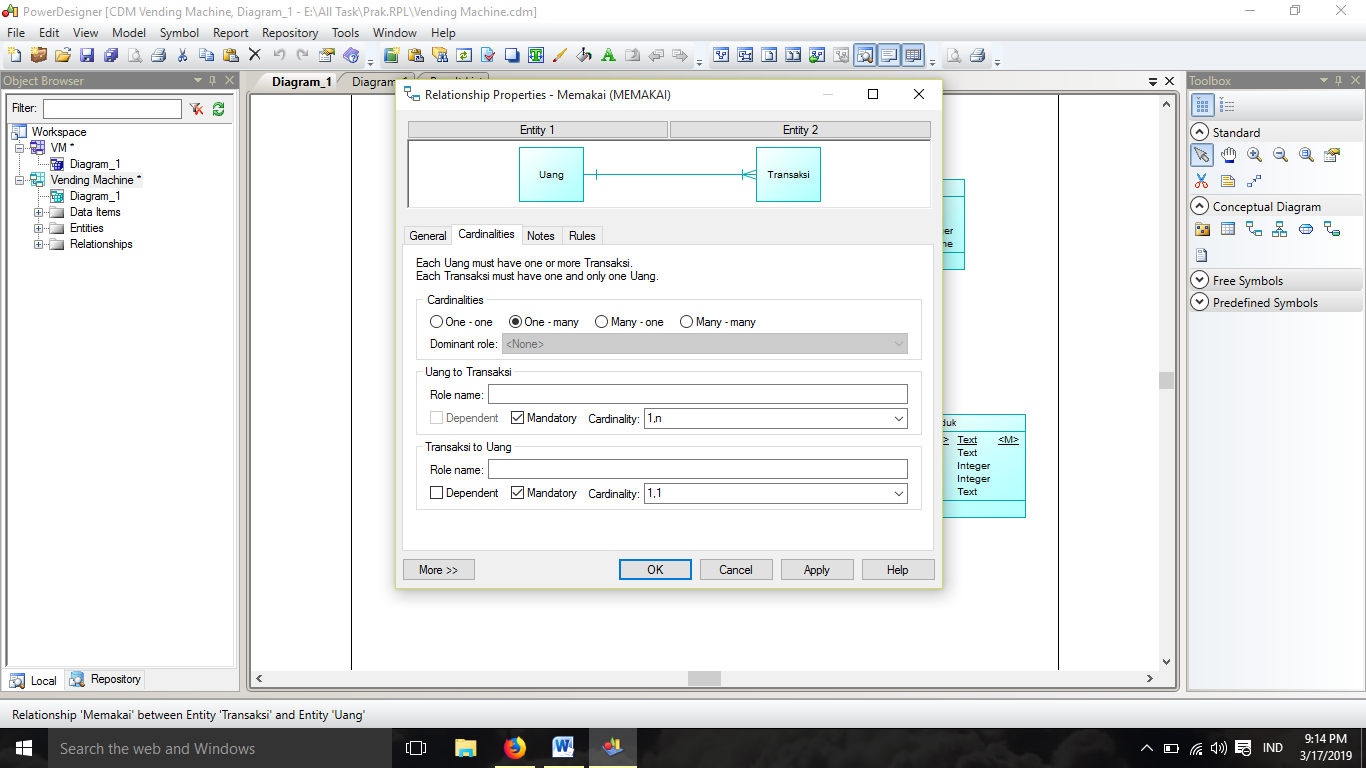 PowerDesigner [CDM Vending Machine, Diagram_1 - E:\All Task\Prak.RPL\Vending Machine.cdm]
File Edit View Model Symbol Report Repository Tools Window Help
Object Browser
Filter:
Workspace
VM *
Diagram_1
Vending Machine *
Diagram_1
Data Items
Entities
Relationships
Local Repository
Diagram_1 Diagram
Relationship Properties - Memakai (MEMAKAI)
Entity 1 Entity 2
Uang Transaksi
General Cardinalities Notes Rules
Each Uang must have one or more Transaksi.
Each Transaksi must have one and only one Uang.
Cardinalities
One - one One - many Many - one Many - many
Dominant role: <None>
Uang to Transaksi
Role name:
Dependent Mandatory Cardinality: 1,n
Transaksi to Uang
Role name:
Dependent Mandatory Cardinality: 1,1
More >> OK Cancel Apply Help
duk
Text <M>
Text
Integer
Integer
Text
Toolbox
Standard
Conceptual Diagram
Free Symbols
Predefined Symbols
Relationship 'Memakai' between Entity 'Transaksi' and Entity 'Uang'
Search the web and Windows
IND
9:14 PM
3/17/2019